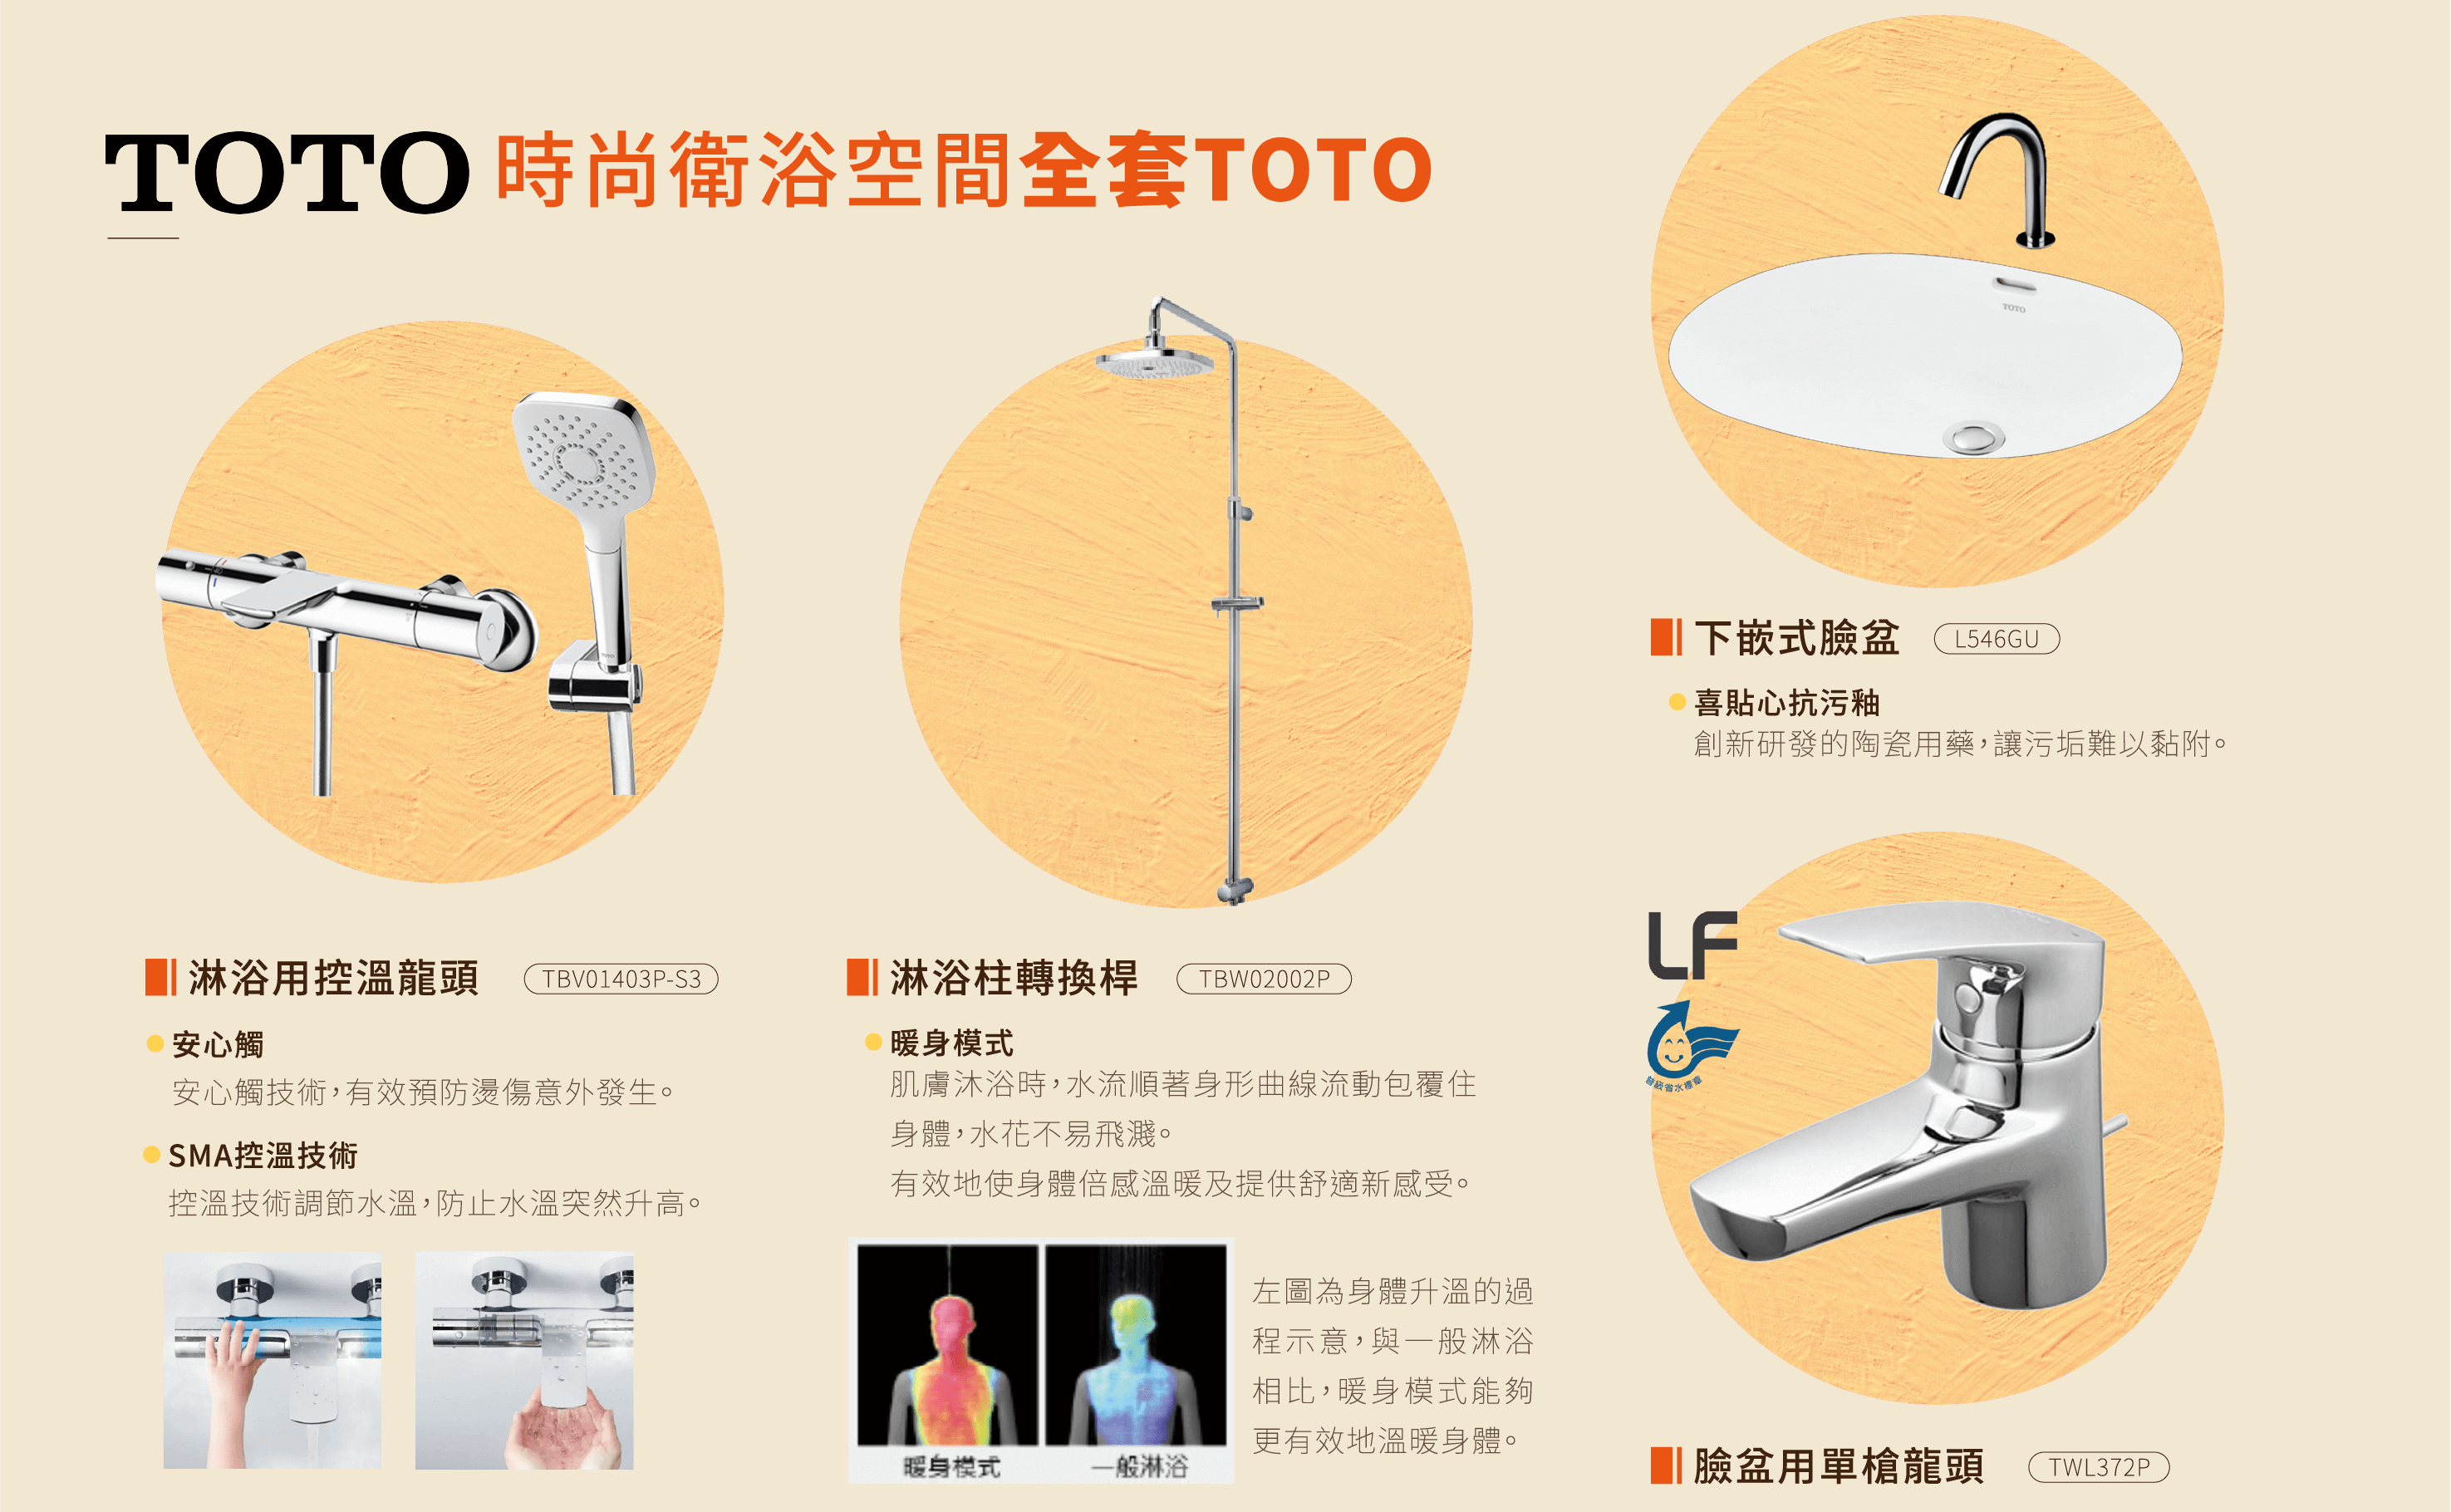 TOTO 時尚衛浴空間全套TOTO
淋浴用控溫龍頭 TBV01403P-S3
安心觸
安心觸技術,有效預防燙傷意外發生。
SMA控溫技術
控溫技術調節水溫,防止水溫突然升高。
淋浴柱轉換桿 TBW02002P
暖身模式
肌膚沐浴時,水流順著身形曲線流動包覆住
身體,水花不易飛濺。
有效地使身體倍感溫暖及提供舒適新感受。
暖身模式
一般淋浴
左圖為身體升溫的過
程示意,與一般淋浴
相比,暖身模式能夠
更有效地溫暖身體。
TOTO
下嵌式臉盆 L546GU
喜貼心抗污釉
創新研發的陶瓷用藥,讓污垢難以黏附。
LF
省水標章
臉盆用單槍龍頭 TWL372P